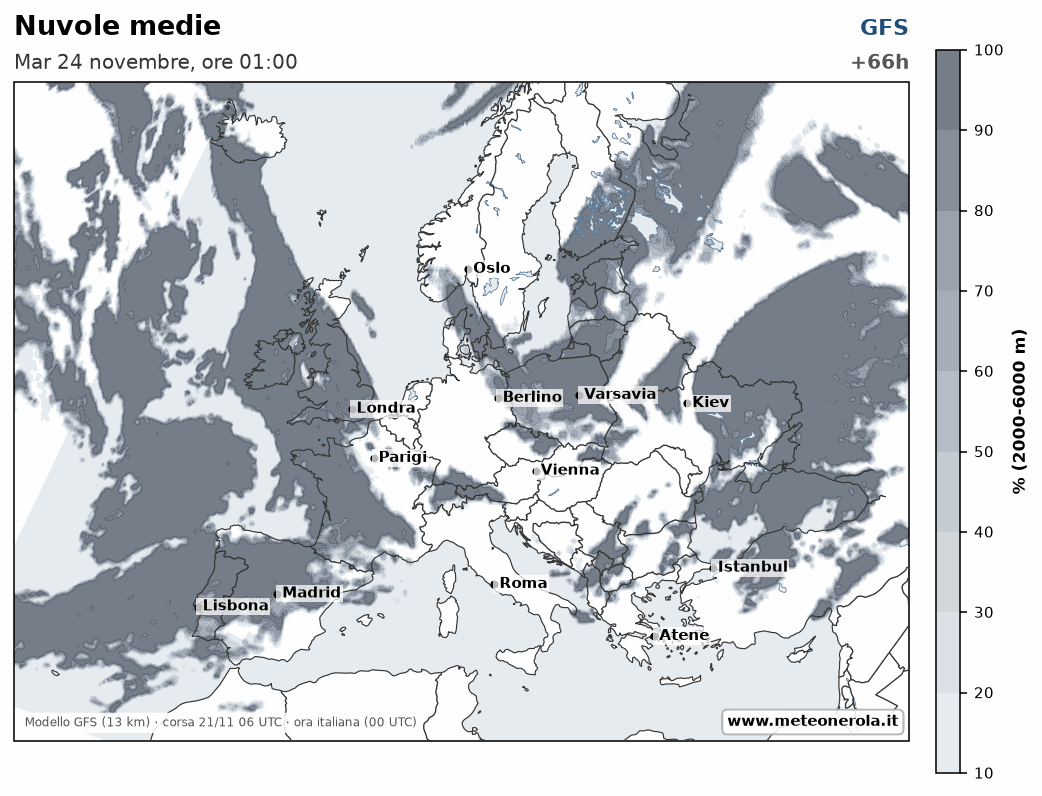 Nuvole medie
GFS
Mar 24 novembre, ore 01:00
+66h
100
90
80
70
60
50
40
30
20
10
% (2000-6000 m)
Oslo
Londra
Berlino
Varsavia
Kiev
Parigi
Vienna
Madrid
Lisbona
Roma
Istanbul
Atene
Modello GFS (13 km) · corsa 21/11 06 UTC · ora italiana (00 UTC)
www.meteonerola.it